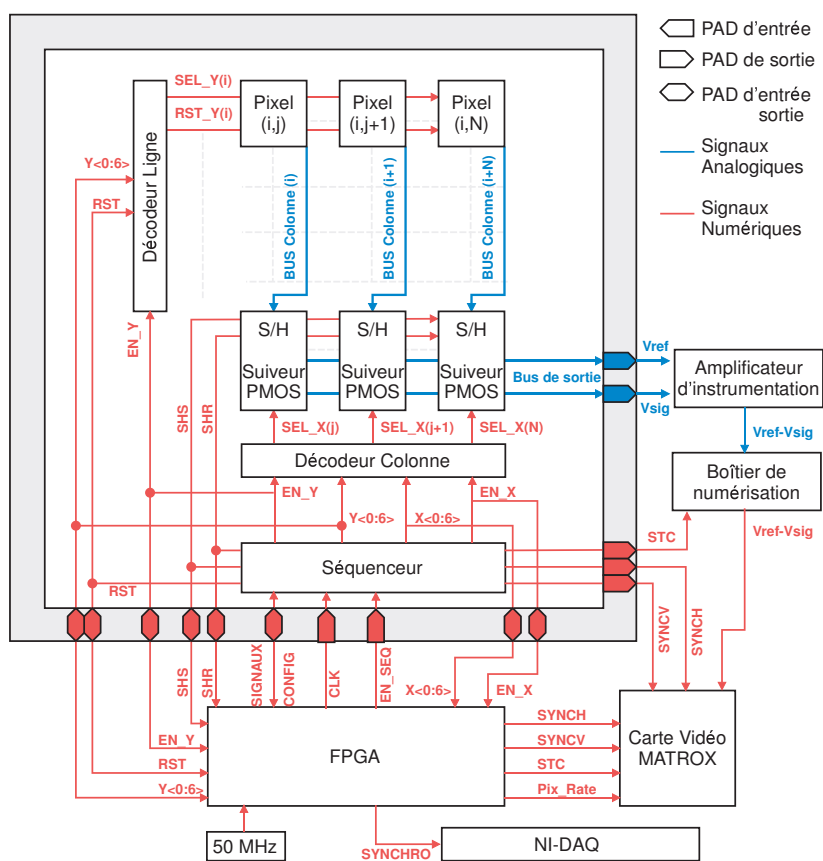 PAD d'entrée
PAD de sortie
PAD d'entrée
sortie
Signaux
Analogiques
Signaux
Numériques
SEL_Y(i)
RST_Y(i)
Pixel
(i,j)
Pixel
(i,j+1)
Pixel
(i,N)
Décodeur Ligne
Y<0:6>
RST
EN_Y
BUS Colonne (i)
BUS Colonne (i+1)
BUS Colonne (i+N)
S/H
Suiveur
PMOS
S/H
Suiveur
PMOS
S/H
Suiveur
PMOS
Bus de sortie
Vref
Vsig
Amplificateur
d'instrumentation
Vref-Vsig
Boîtier de
numérisation
Vref-Vsig
SHS
SHR
SEL_X(j)
SEL_X(j+1)
SEL_X(N)
Décodeur Colonne
EN_Y
Y<0:6>
X<0:6>
EN_X
STC
Séquenceur
RST
SYNCV
SYNCH
SHS
SHR
SIGNAUX
CONFIG
CLK
EN_SEQ
X<0:6>
EN_X
EN_Y
RST
Y<0:6>
FPGA
SYNCH
SYNCV
STC
Pix_Rate
Carte Vidéo
MATROX
50 MHz
SYNCHRO
NI-DAQ